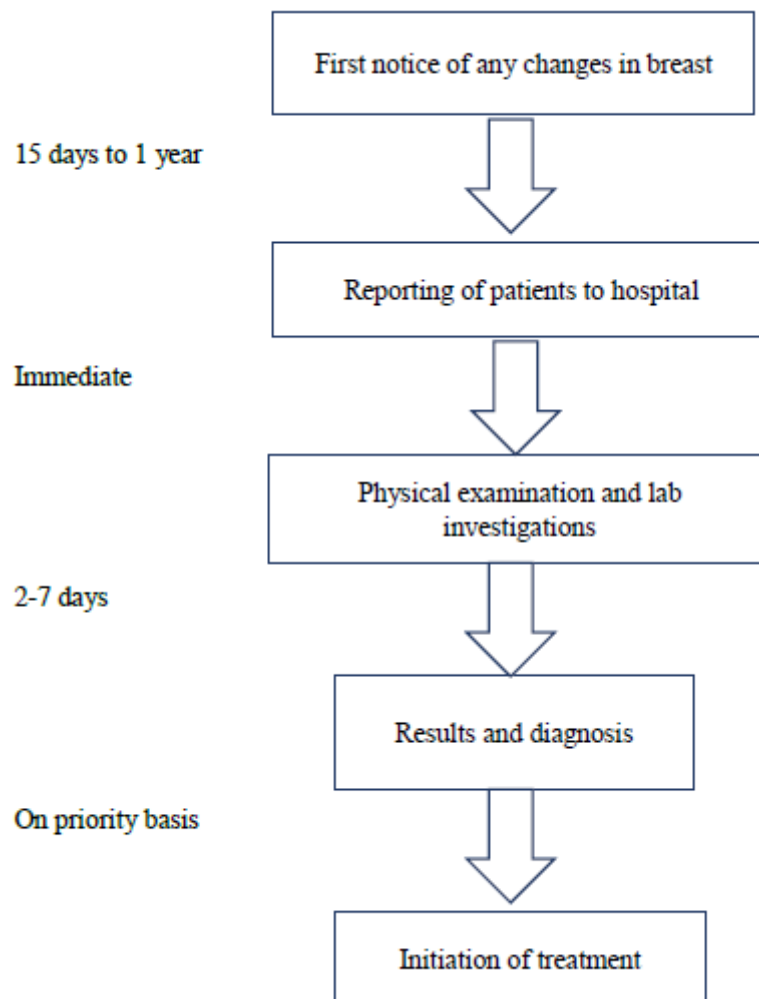 First notice of any changes in breast
15 days to 1 year
Reporting of patients to hospital
Immediate
Physical examination and lab
investigations
2-7 days
Results and diagnosis
On priority basis
Initiation of treatment